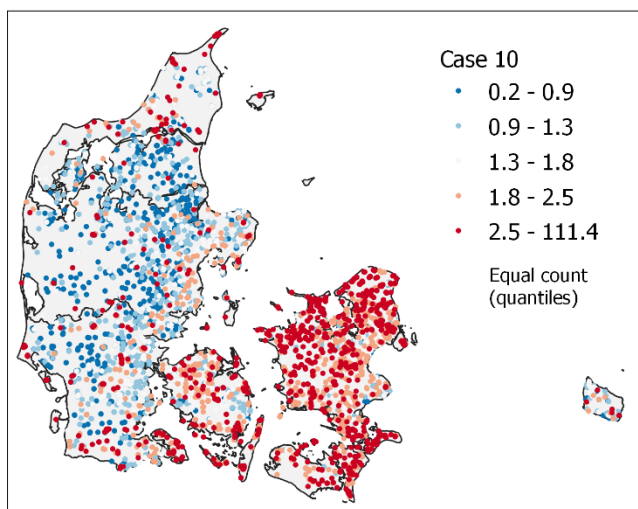 Case 10
0.2 - 0.9
0.9 - 1.3
1.3 - 1.8
1.8 - 2.5
2.5 - 111.4
Equal count
(quantiles)